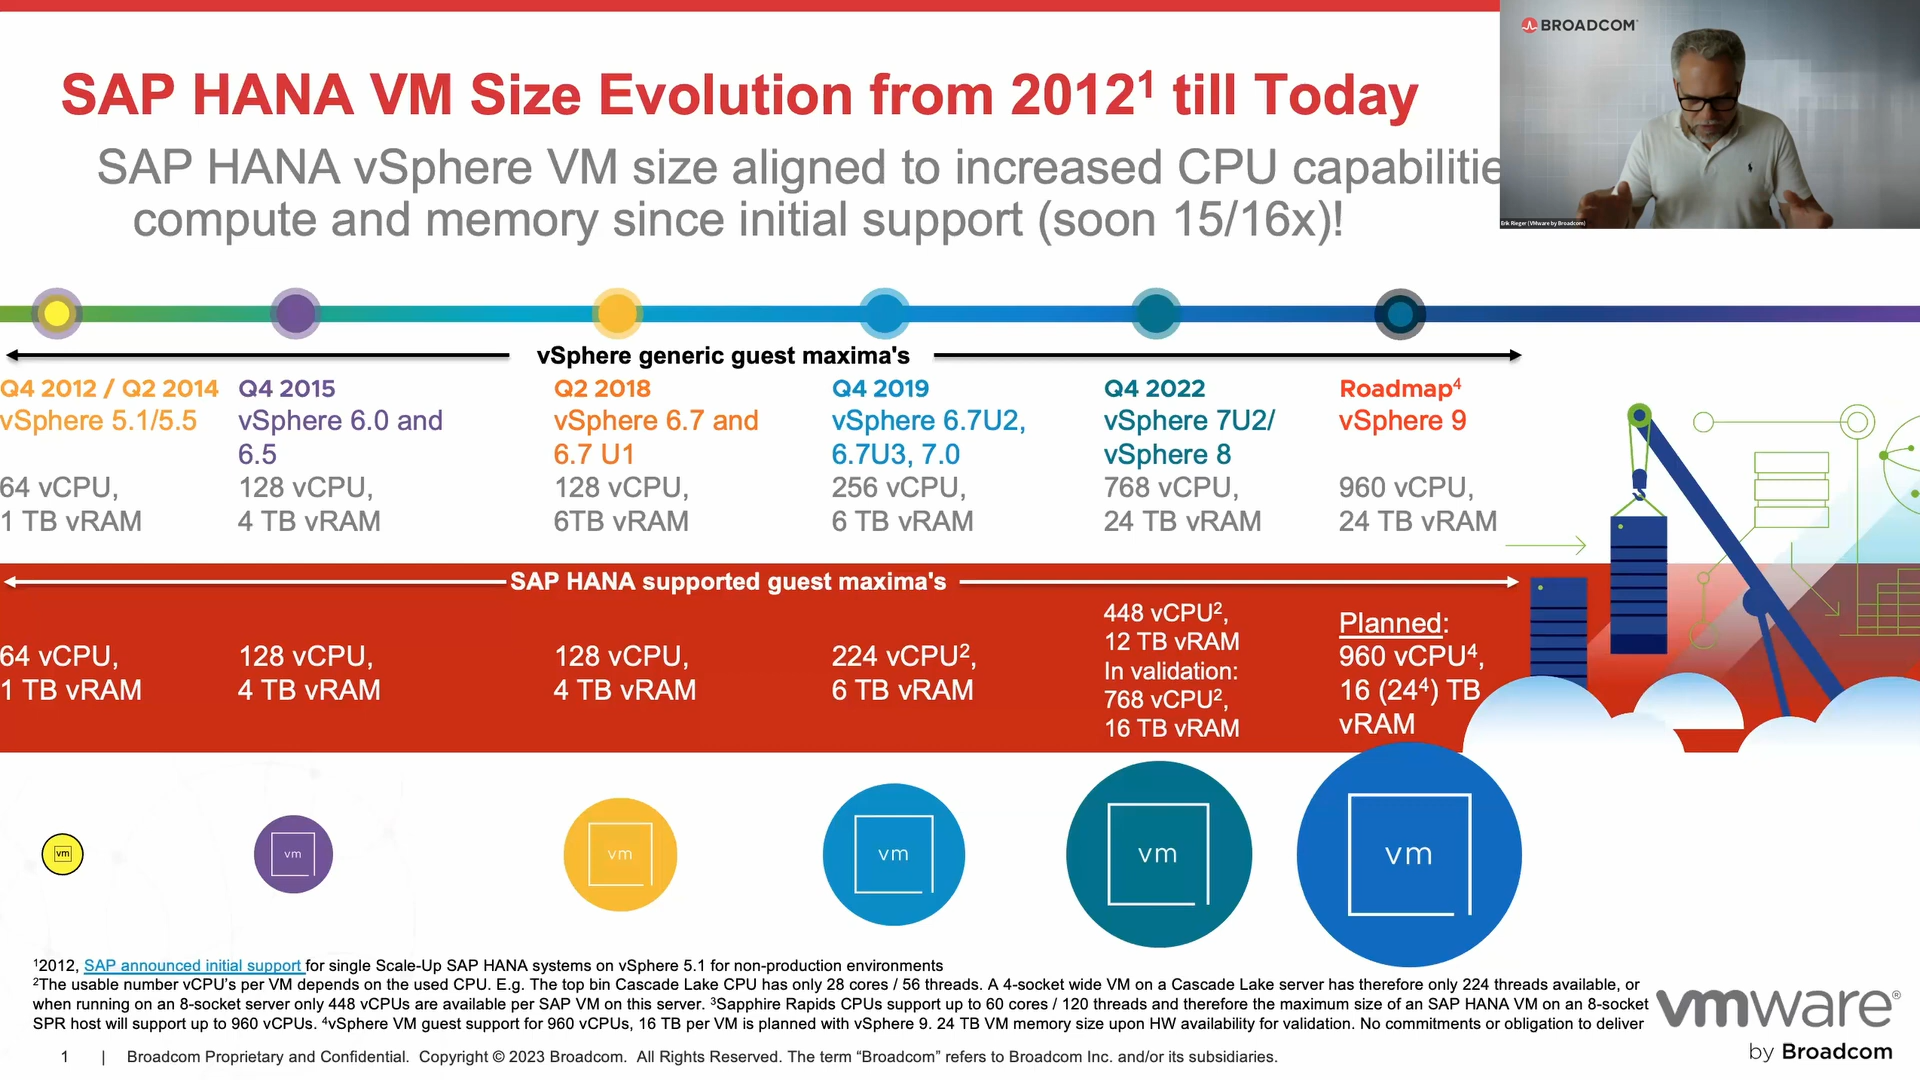 BROADCOM
SAP HANA VM Size Evolution from 2012¹ till Today
SAP HANA vSphere VM size aligned to increased CPU capabilitie
compute and memory since initial support (soon 15/16x)!
Erik Rieger (VMware by Broadcom)
vSphere generic guest maxima's
Q4 2012 / Q2 2014
vSphere 5.1/5.5
64 vCPU,
1 TB vRAM
Q4 2015
vSphere 6.0 and
6.5
128 vCPU,
4 TB vRAM
Q2 2018
vSphere 6.7 and
6.7 U1
128 vCPU,
6TB vRAM
Q4 2019
vSphere 6.7U2,
6.7U3, 7.0
256 vCPU,
6 TB vRAM
Q4 2022
vSphere 7U2/
vSphere 8
768 vCPU,
24 TB vRAM
Roadmap⁴
vSphere 9
960 vCPU,
24 TB vRAM
SAP HANA supported guest maxima's
64 vCPU,
1 TB vRAM
128 vCPU,
4 TB vRAM
128 vCPU,
4 TB vRAM
224 vCPU²,
6 TB vRAM
448 vCPU²,
12 TB vRAM
In validation:
768 vCPU²,
16 TB vRAM
Planned:
960 vCPU⁴,
16 (24⁴) TB
vRAM
vm
vm
vm
vm
vm
vm
¹2012, SAP announced initial support for single Scale-Up SAP HANA systems on vSphere 5.1 for non-production environments
²The usable number vCPU's per VM depends on the used CPU. E.g. The top bin Cascade Lake CPU has only 28 cores / 56 threads. A 4-socket wide VM on a Cascade Lake server has therefore only 224 threads available, or
when running on an 8-socket server only 448 vCPUs are available per SAP VM on this server. ³Sapphire Rapids CPUs support up to 60 cores / 120 threads and therefore the maximum size of an SAP HANA VM on an 8-socket
SPR host will support up to 960 vCPUs. ⁴vSphere VM guest support for 960 vCPUs, 16 TB per VM is planned with vSphere 9. 24 TB VM memory size upon HW availability for validation. No commitments or obligation to deliver
vmware®
by Broadcom
1 | Broadcom Proprietary and Confidential. Copyright © 2023 Broadcom. All Rights Reserved. The term “Broadcom” refers to Broadcom Inc. and/or its subsidiaries.